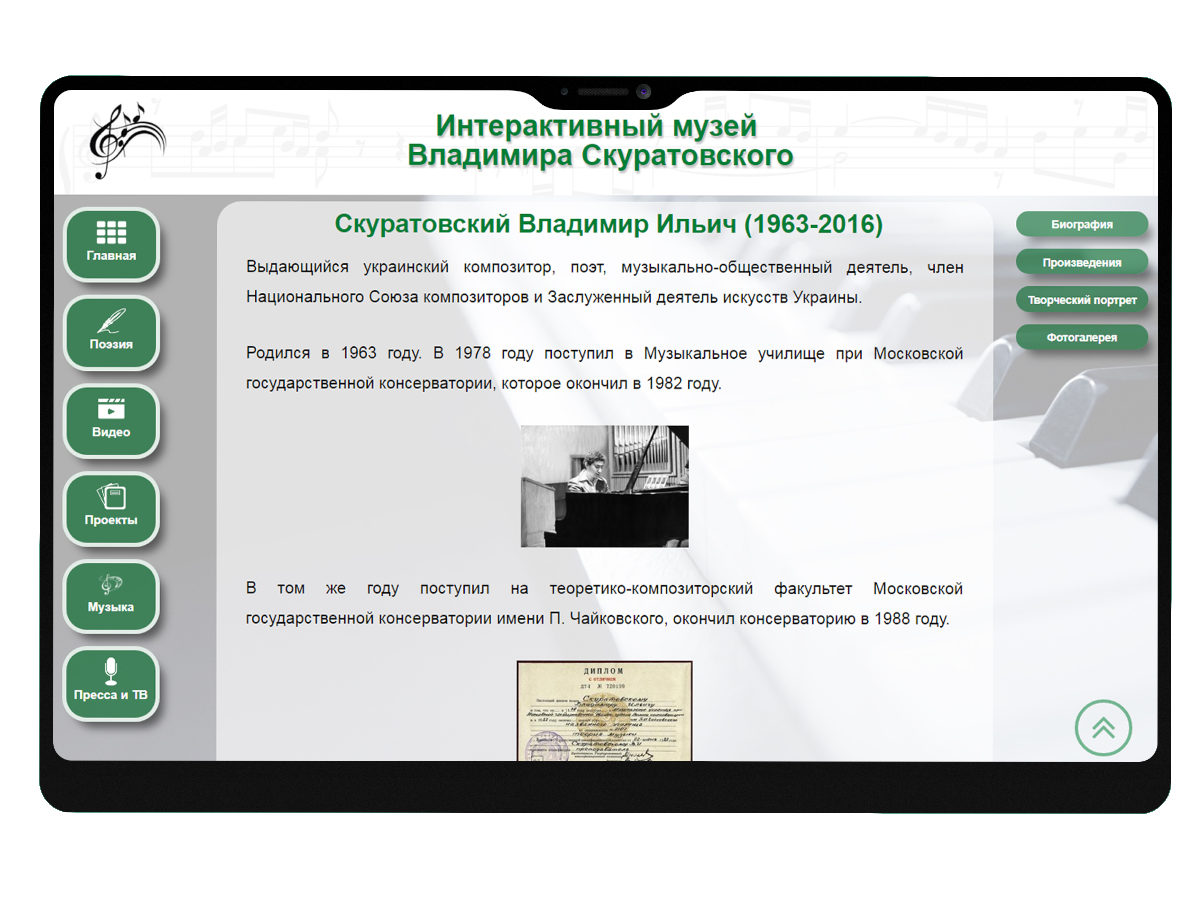 Интерактивный музей
Владимира Скуратовского
Главная
Поэзия
Видео
Проекты
Музыка
Пресса и ТВ
Скуратовский Владимир Ильич (1963-2016)
Выдающийся украинский композитор, поэт, музыкально-общественный деятель, член
Национального Союза композиторов и Заслуженный деятель искусств Украины.
Родился в 1963 году. В 1978 году поступил в Музыкальное училище при Московской
государственной консерватории, которое окончил в 1982 году.
В том же году поступил на теоретико-композиторский факультет Московской
государственной консерватории имени П. Чайковского, окончил консерваторию в 1988 году.
ДИПЛОМ
с отличием
Скуратовскому
Биография
Произведения
Творческий портрет
Фотогалерея